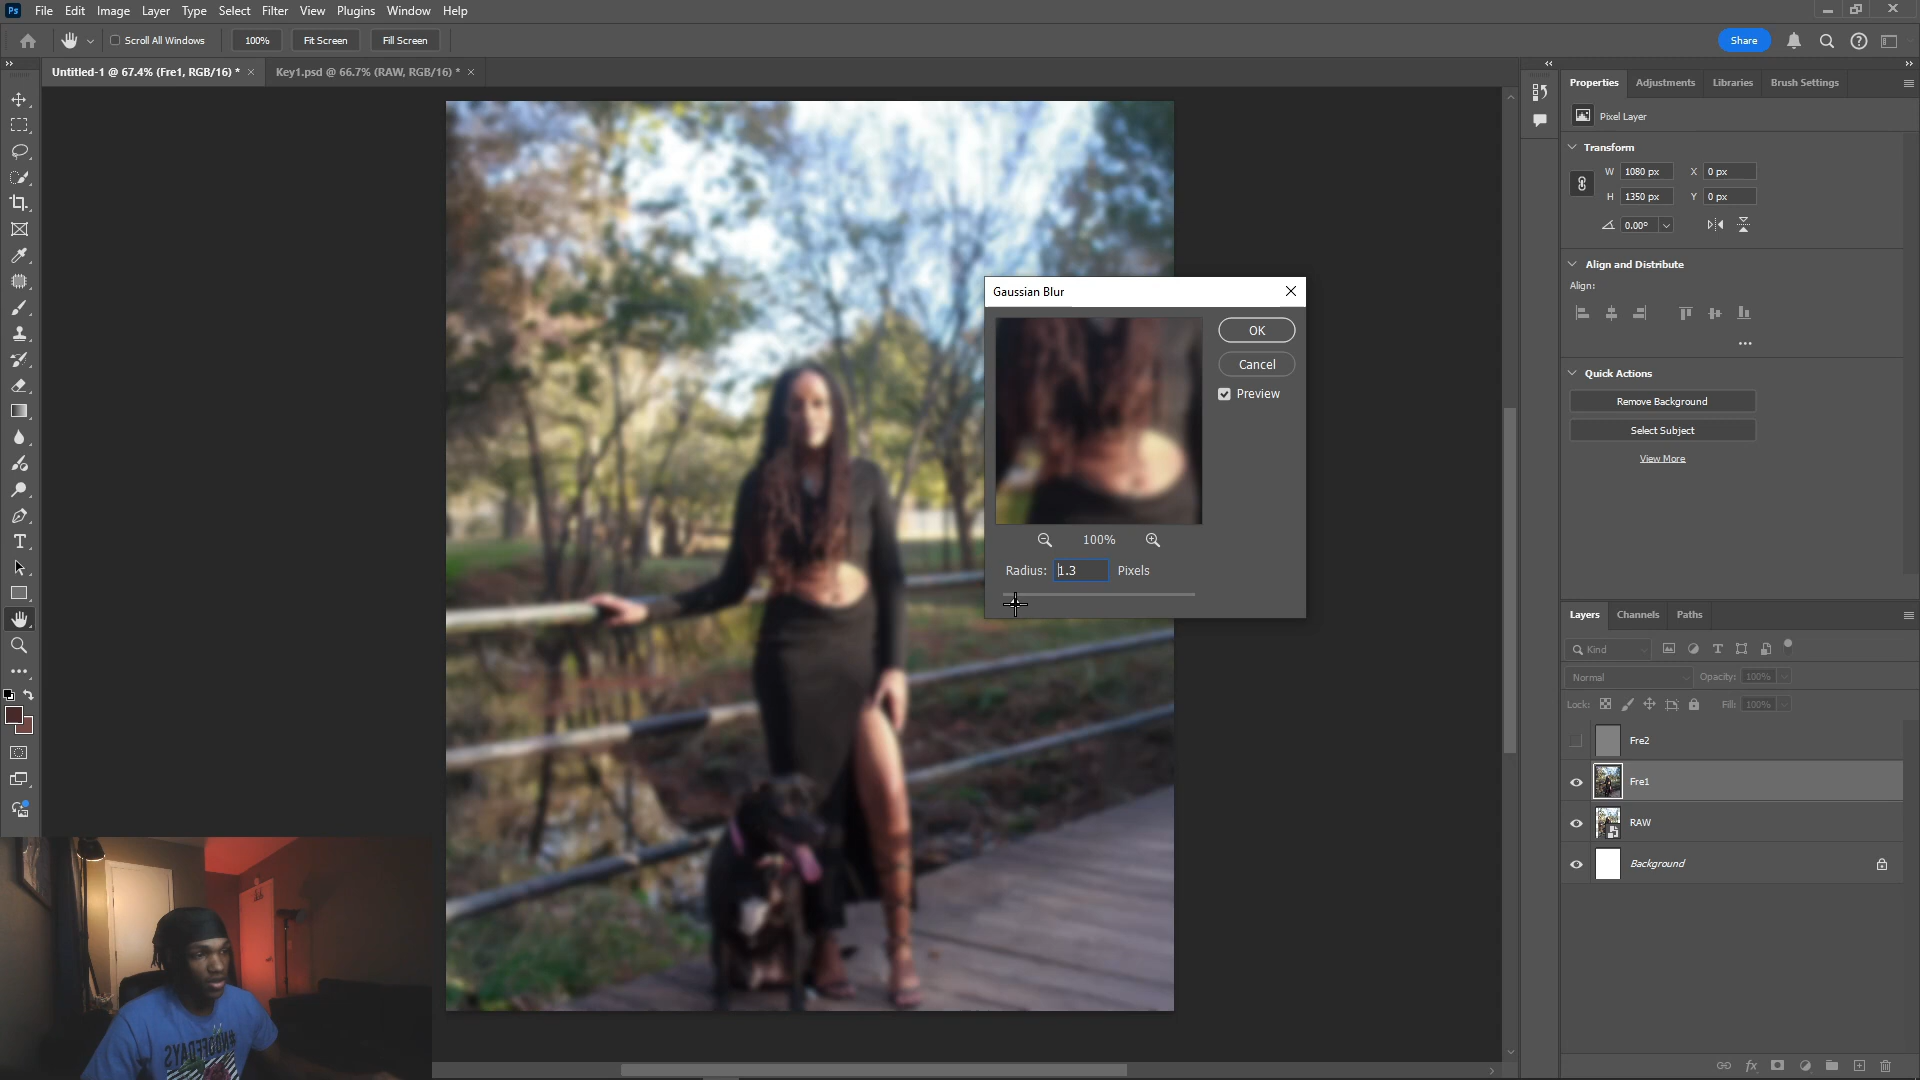 Ps File Edit Image Layer Type Select Filter View Plugins Window Help
Scroll All Windows 100% Fit Screen Fill Screen Share
Untitled-1 @ 67.4% (Fre1, RGB/16) * Key1.psd @ 66.7% (RAW, RGB/16) *
Properties Adjustments Libraries Brush Settings
Pixel Layer
Transform
W 1080 px X 0 px
H 1350 px Y 0 px
0.00°
Align and Distribute
Align:
Quick Actions
Remove Background
Select Subject
View More
Gaussian Blur
OK
Cancel
Preview
100%
Radius: 1.3 Pixels
Layers Channels Paths
Kind
Normal Opacity: 100%
Lock: Fill: 100%
Fre2
Fre1
RAW
Background
#NDOFFDAYS